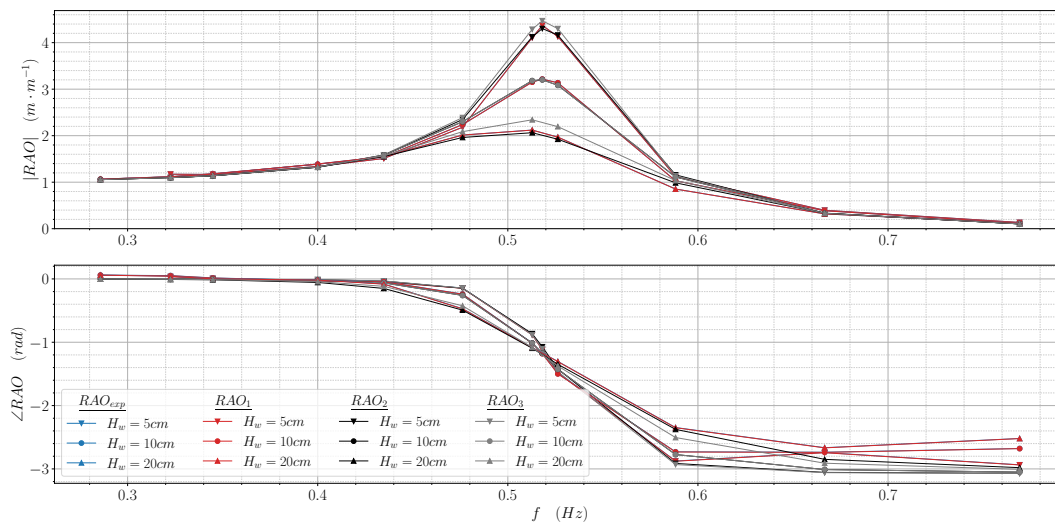 4
3
2
1
0
|RAO| (m · m⁻¹)
0.3 0.4 0.5 0.6 0.7
0
−1
−2
−3
∠RAO (rad)
RAO_exp RAO_1 RAO_2 RAO_3
H_w = 5cm H_w = 5cm H_w = 5cm H_w = 5cm
H_w = 10cm H_w = 10cm H_w = 10cm H_w = 10cm
H_w = 20cm H_w = 20cm H_w = 20cm H_w = 20cm
0.3 0.4 0.5 0.6 0.7
f (Hz)